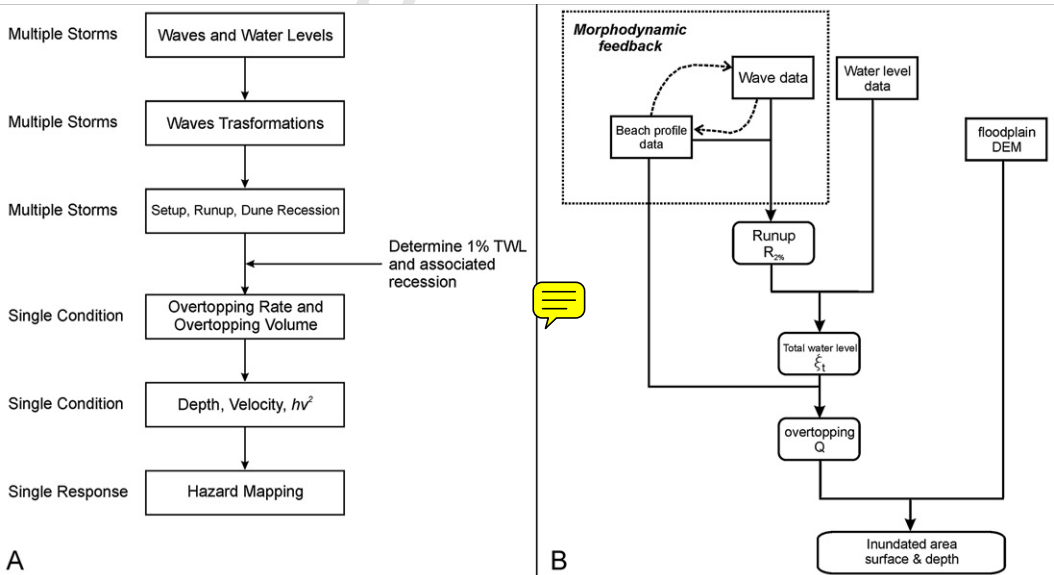 Multiple Storms
Waves and Water Levels
Multiple Storms
Waves Trasformations
Multiple Storms
Setup, Runup, Dune Recession
Determine 1% TWL
and associated
recession
Single Condition
Overtopping Rate and
Overtopping Volume
Single Condition
Depth, Velocity, hv²
Single Response
Hazard Mapping
A
Morphodynamic
feedback
Wave data
Water level
data
Beach profile
data
floodplain
DEM
Runup
R2%
Total water level
ξt
overtopping
Q
Inundated area
surface & depth
B